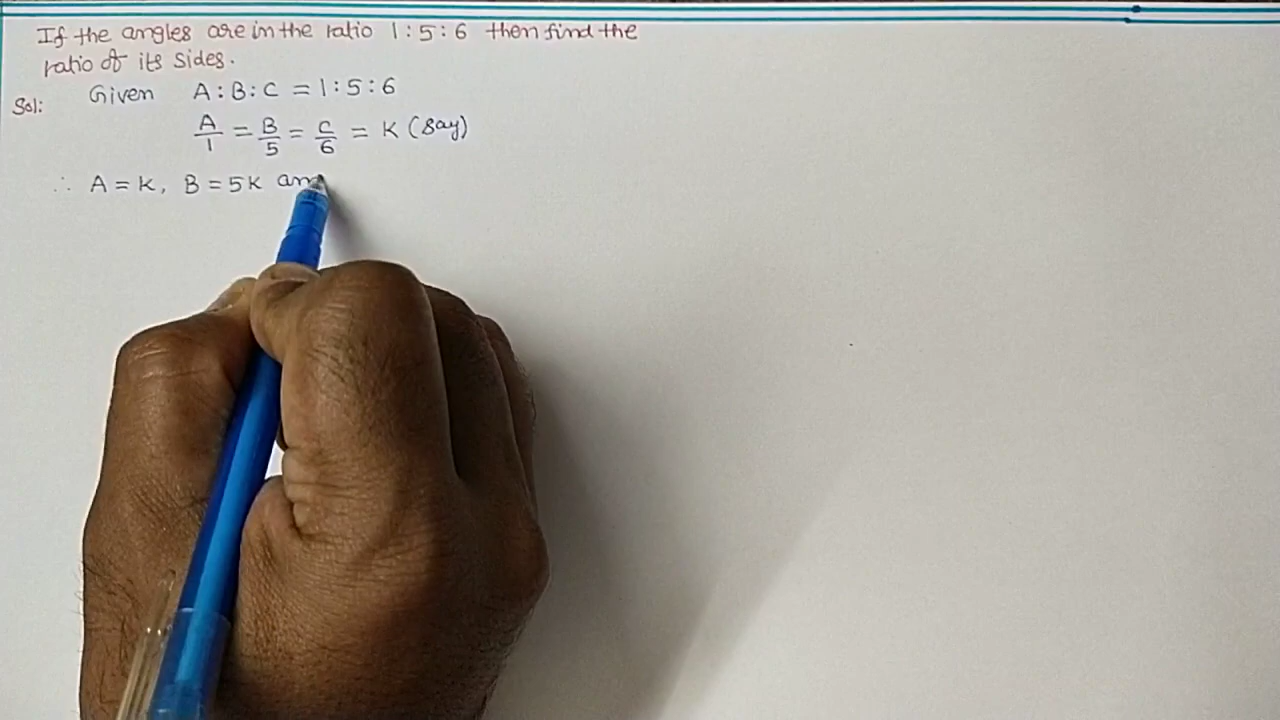 If the angles are in the ratio 1 : 5 : 6 then find the
ratio of its sides.
Sol: Given A : B : C = 1 : 5 : 6
A/1 = B/5 = C/6 = K (say)
∴ A = K, B = 5K